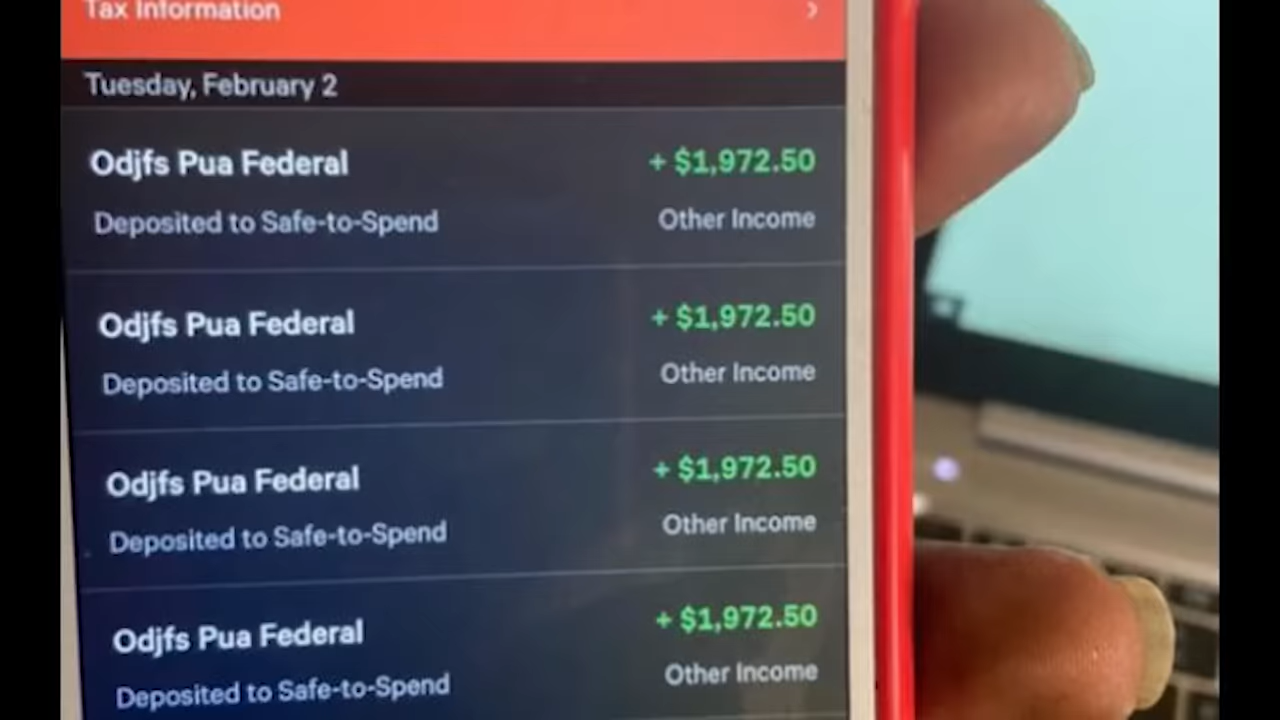 Tax Information
Tuesday, February 2
Odjfs Pua Federal + $1,972.50
Deposited to Safe-to-Spend Other Income
Odjfs Pua Federal + $1,972.50
Deposited to Safe-to-Spend Other Income
Odjfs Pua Federal + $1,972.50
Deposited to Safe-to-Spend Other Income
Odjfs Pua Federal + $1,972.50
Deposited to Safe-to-Spend Other Income